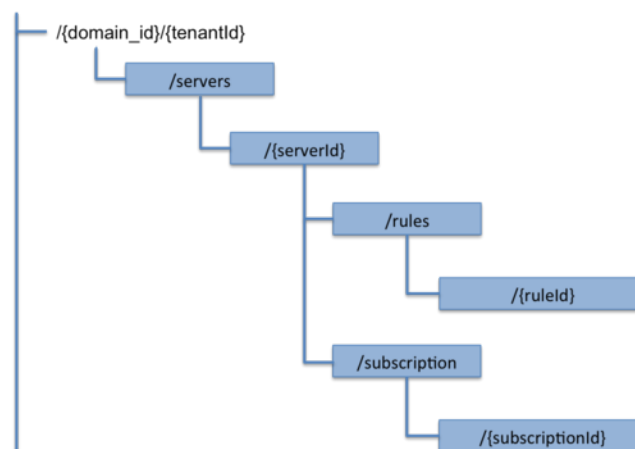 /{domain_id}/{tenantId}
/servers
/{serverId}
/rules
/{ruleId}
/subscription
/{subscriptionId}